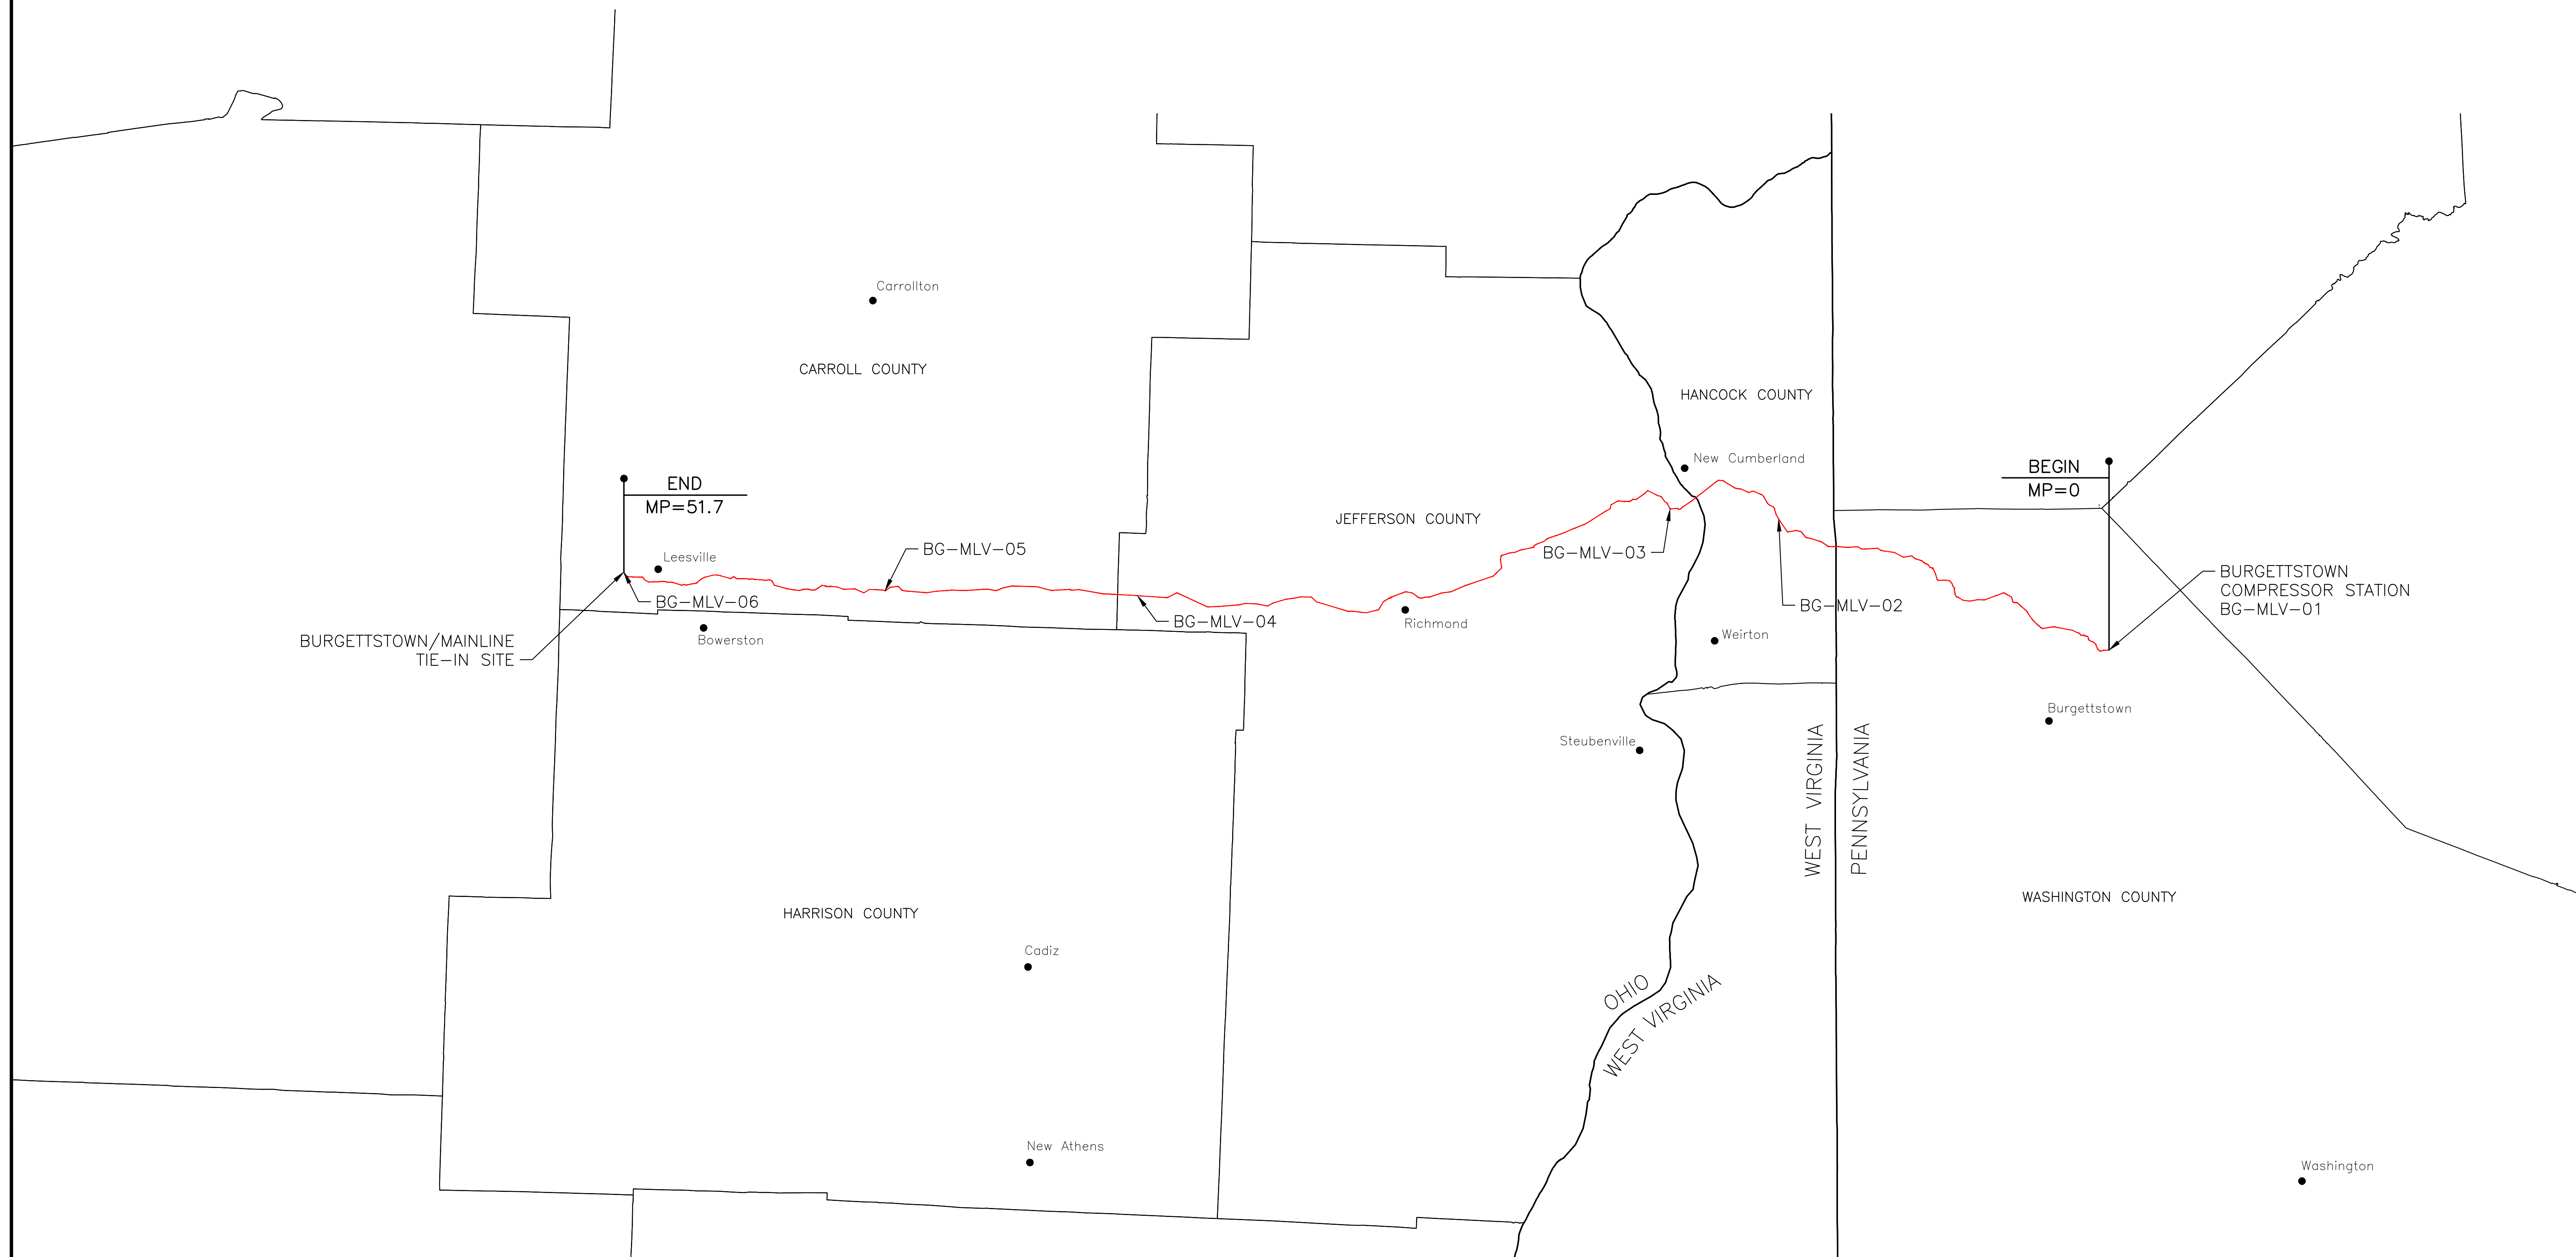 Carrollton
CARROLL COUNTY
HANCOCK COUNTY
New Cumberland
BEGIN
MP=0
END
MP=51.7
JEFFERSON COUNTY
BG-MLV-05
BG-MLV-03
Leesville
BURGETTSTOWN
COMPRESSOR STATION
BG-MLV-01
BG-MLV-06
BG-MLV-02
BG-MLV-04
Richmond
Weirton
BURGETTSTOWN/MAINLINE
TIE-IN SITE
Bowerston
Burgettstown
Steubenville
WEST VIRGINIA
PENNSYLVANIA
WASHINGTON COUNTY
HARRISON COUNTY
Cadiz
OHIO
WEST VIRGINIA
New Athens
Washington